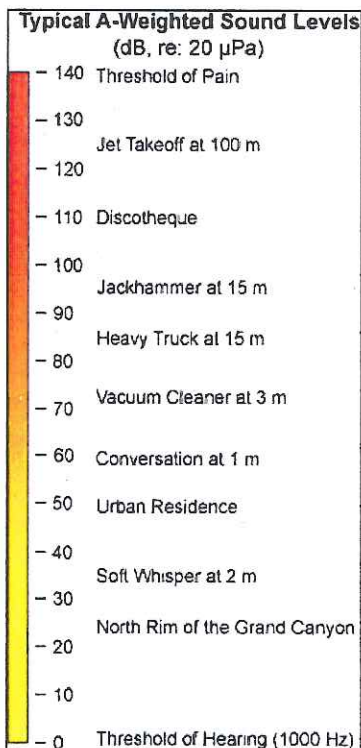 Typical A-Weighted Sound Levels
(dB, re: 20 µPa)
– 140 Threshold of Pain
– 130
Jet Takeoff at 100 m
– 120
– 110 Discotheque
– 100
Jackhammer at 15 m
– 90
Heavy Truck at 15 m
– 80
Vacuum Cleaner at 3 m
– 70
– 60 Conversation at 1 m
– 50 Urban Residence
– 40
Soft Whisper at 2 m
– 30
North Rim of the Grand Canyon
– 20
– 10
– 0 Threshold of Hearing (1000 Hz)